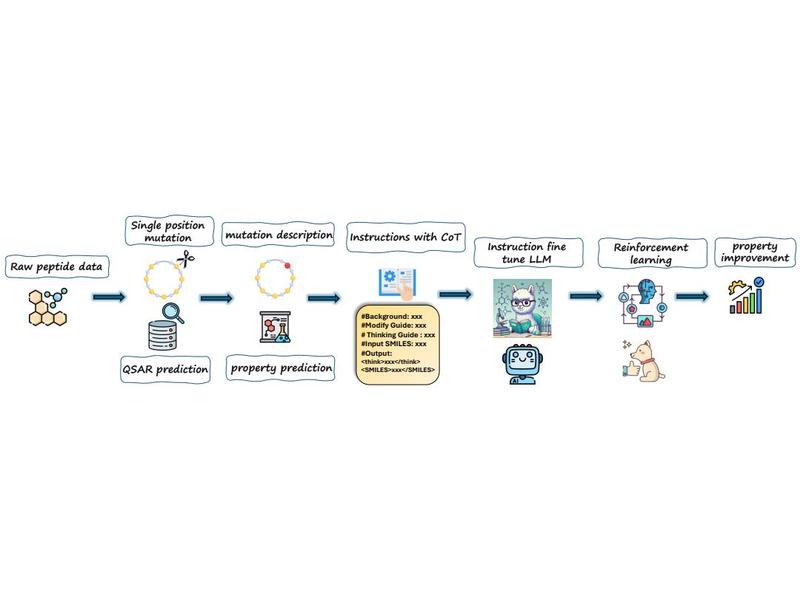 Raw peptide data
Single position
mutation
QSAR prediction
mutation description
property prediction
Instructions with CoT
#Background: xxx
#Modify Guide: xxx
# Thinking Guide : xxx
#Input SMILES: xxx
#Output:
<think>xxx</think>
<SMILES>xxx</SMILES>
Instruction fine
tune LLM
AI
Reinforcement
learning
property
improvement